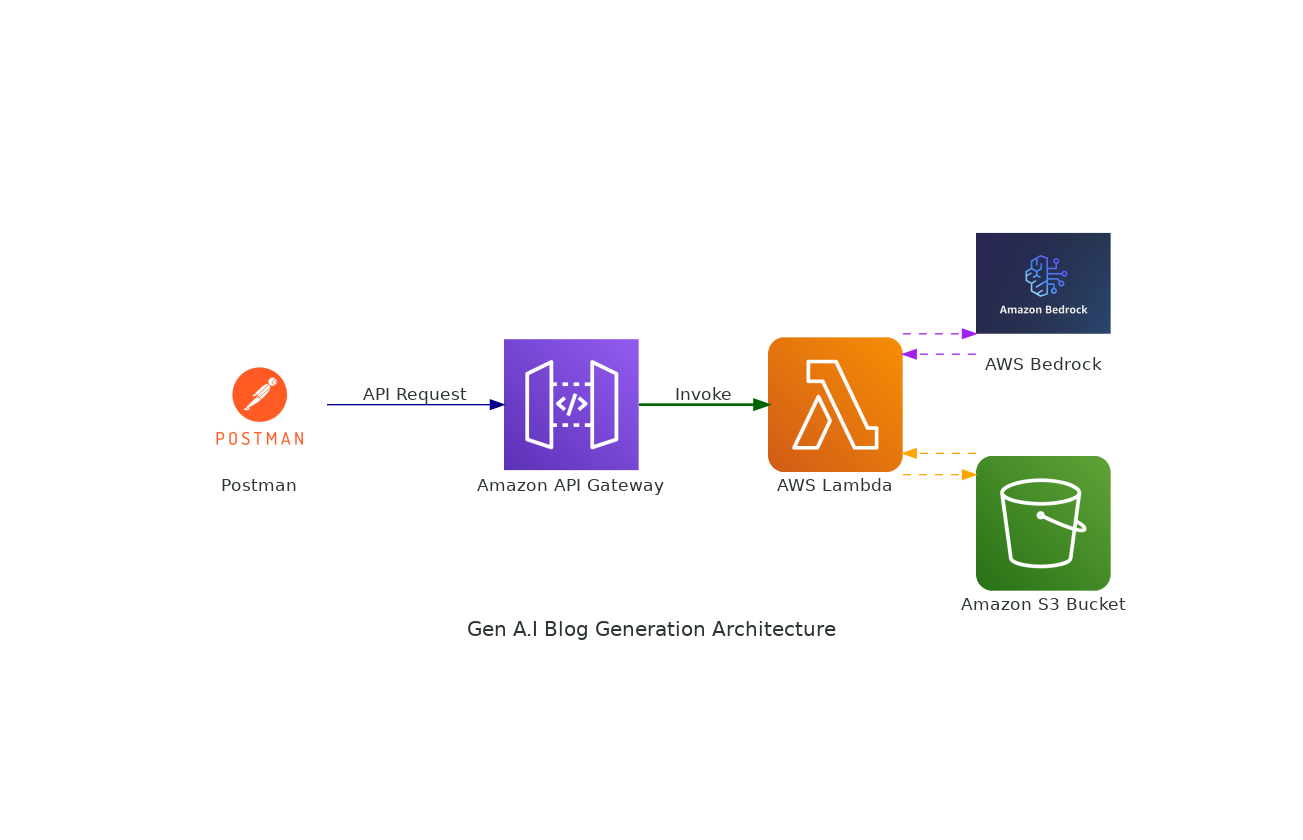 Amazon Bedrock
AWS Bedrock
API Request
Invoke
</>
POSTMAN
Postman
Amazon API Gateway
AWS Lambda
Amazon S3 Bucket
Gen A.I Blog Generation Architecture